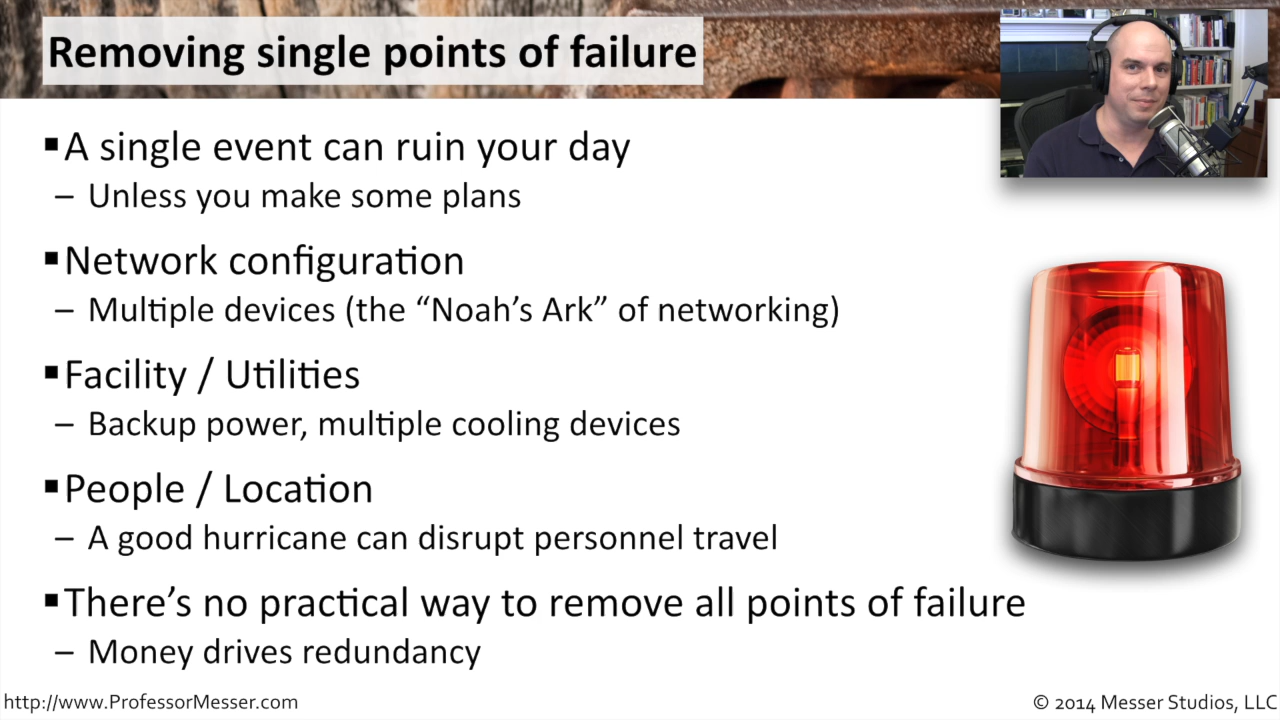 Removing single points of failure
▪A single event can ruin your day
– Unless you make some plans
▪Network configuration
– Multiple devices (the “Noah’s Ark” of networking)
▪Facility / Utilities
– Backup power, multiple cooling devices
▪People / Location
– A good hurricane can disrupt personnel travel
▪There’s no practical way to remove all points of failure
– Money drives redundancy
http://www.ProfessorMesser.com
© 2014 Messer Studios, LLC